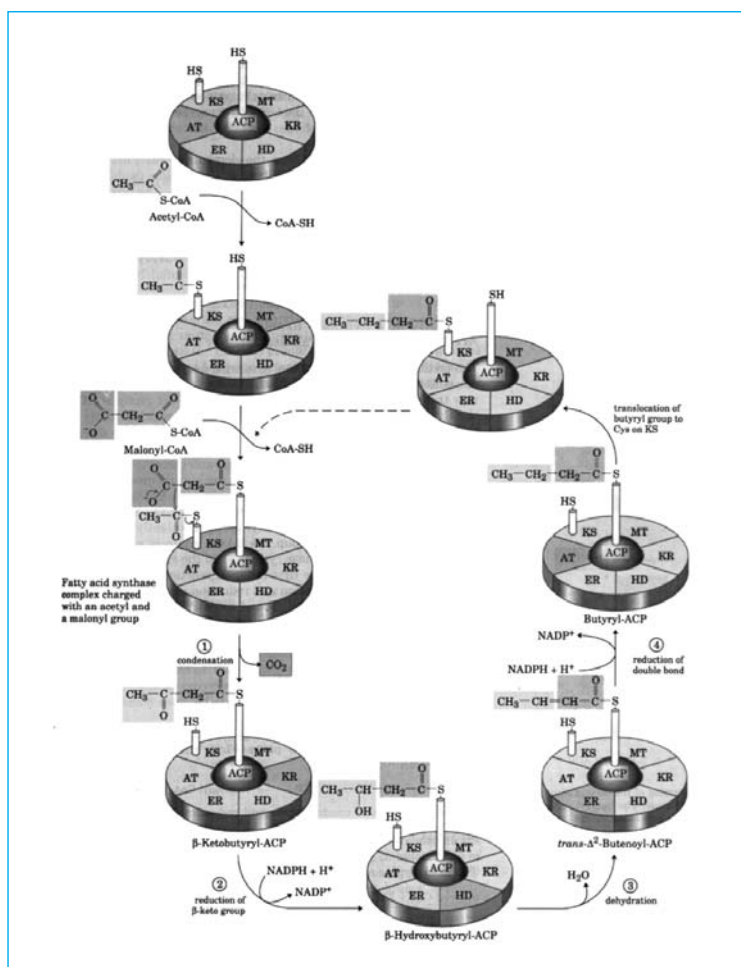 HS
HS
KS
MT
AT
ACP
KR
ER
HD
CH₃—C
O
S-CoA
Acetyl-CoA
CoA-SH
O
CH₃—C—S
HS
KS
MT
AT
ACP
KR
ER
HD
O
CH₃—CH₂—CH₂—C—S
SH
KS
MT
AT
ACP
KR
ER
HD
O
C—CH₂—C
O
⁻O
S-CoA
Malonyl-CoA
CoA-SH
translocation of
butyryl group to
Cys on KS
O
O
C—CH₂—C—S
⁻O
CH₃—C—S
O
KS
MT
AT
ACP
KR
ER
HD
Fatty acid synthase
complex charged
with an acetyl and
a malonyl group
O
CH₃—CH₂—CH₂—C—S
HS
KS
MT
AT
ACP
KR
ER
HD
Butyryl-ACP
①
condensation
CO₂
NADP⁺
④
reduction of
double bond
NADPH + H⁺
O
CH₃—C—CH₂—C—S
O
HS
KS
MT
AT
ACP
KR
ER
HD
β-Ketobutyryl-ACP
O
CH₃—CH=CH—C—S
HS
KS
MT
AT
ACP
KR
ER
HD
trans-Δ²-Butenoyl-ACP
②
reduction of
β-keto group
NADPH + H⁺
NADP⁺
O
CH₃—CH—CH₂—C—S
OH
HS
KS
MT
AT
ACP
KR
ER
HD
β-Hydroxybutyryl-ACP
H₂O
③
dehydration